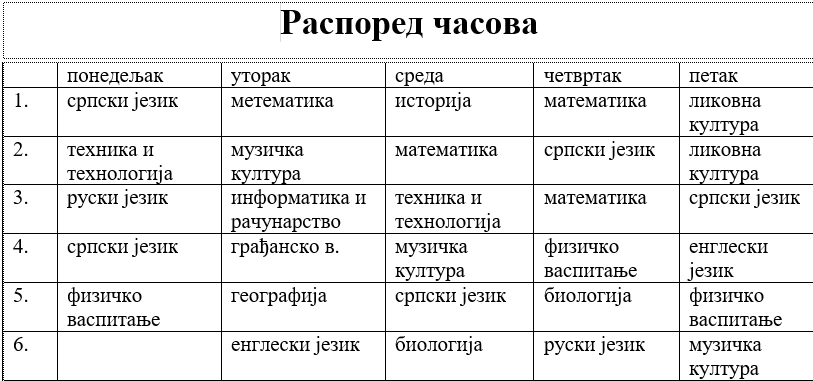 Распоред часова
понедељак уторак среда четвртак петак
1. српски језик метематика историја математика ликовна
култура
2. техника и музичка математика српски језик ликовна
технологија култура култура
3. руски језик информатика и техника и математика српски језик
рачунарство технологија
4. српски језик грађанско в. музичка физичко енглески
култура васпитање језик
5. физичко географија српски језик биологија физичко
васпитање васпитање
6. енглески језик биологија руски језик музичка
култура